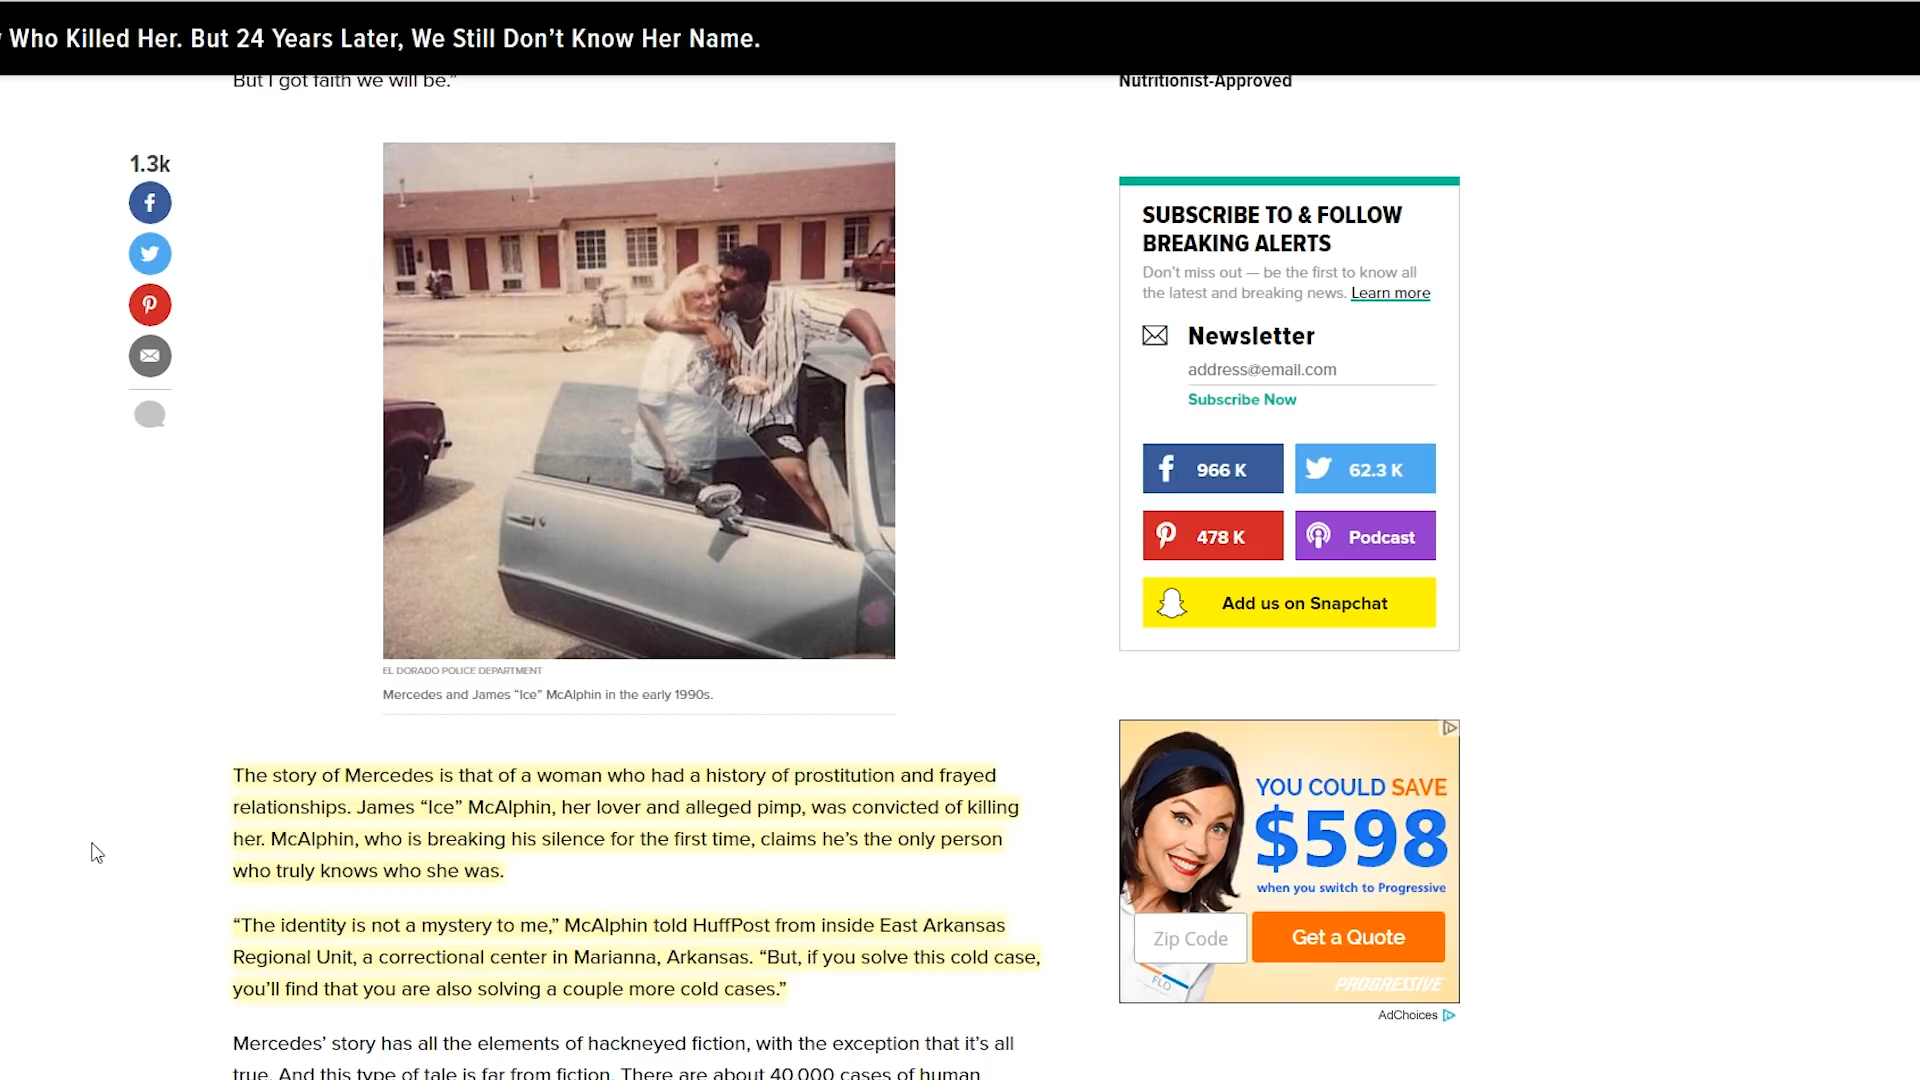 Who Killed Her. But 24 Years Later, We Still Don’t Know Her Name.
But I got faith we will be.”
1.3k
EL DORADO POLICE DEPARTMENT
Mercedes and James “Ice” McAlphin in the early 1990s.
The story of Mercedes is that of a woman who had a history of prostitution and frayed
relationships. James “Ice” McAlphin, her lover and alleged pimp, was convicted of killing
her. McAlphin, who is breaking his silence for the first time, claims he’s the only person
who truly knows who she was.
“The identity is not a mystery to me,” McAlphin told HuffPost from inside East Arkansas
Regional Unit, a correctional center in Marianna, Arkansas. “But, if you solve this cold case,
you’ll find that you are also solving a couple more cold cases.”
Mercedes’ story has all the elements of hackneyed fiction, with the exception that it’s all
true. And this type of tale is far from fiction. There are about 40,000 cases of human
Nutritionist-Approved
SUBSCRIBE TO & FOLLOW
BREAKING ALERTS
Don’t miss out — be the first to know all
the latest and breaking news. Learn more
Newsletter
address@email.com
Subscribe Now
966 K
62.3 K
478 K
Podcast
Add us on Snapchat
YOU COULD SAVE
$598
when you switch to Progressive
Zip Code
Get a Quote
FLO
PROGRESSIVE
AdChoices